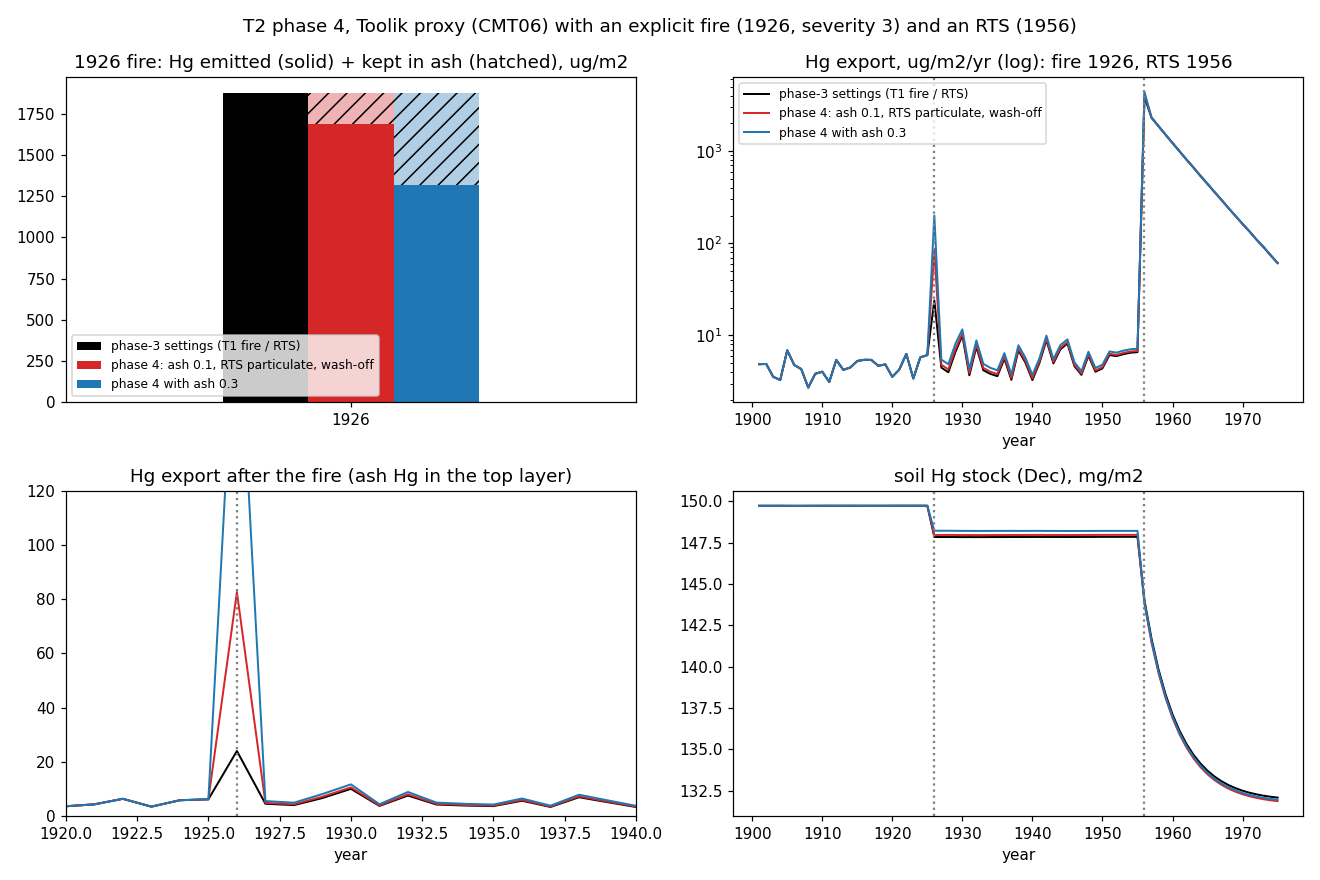 T2 phase 4, Toolik proxy (CMT06) with an explicit fire (1926, severity 3) and an RTS (1956)
1926 fire: Hg emitted (solid) + kept in ash (hatched), ug/m2
1750
1500
1250
1000
750
500
250
0
1926
phase-3 settings (T1 fire / RTS)
phase 4: ash 0.1, RTS particulate, wash-off
phase 4 with ash 0.3
Hg export, ug/m2/yr (log): fire 1926, RTS 1956
phase-3 settings (T1 fire / RTS)
phase 4: ash 0.1, RTS particulate, wash-off
phase 4 with ash 0.3
10³
10²
10¹
1900 1910 1920 1930 1940 1950 1960 1970
year
Hg export after the fire (ash Hg in the top layer)
120
100
80
60
40
20
0
1920.0 1922.5 1925.0 1927.5 1930.0 1932.5 1935.0 1937.5 1940.0
year
soil Hg stock (Dec), mg/m2
150.0
147.5
145.0
142.5
140.0
137.5
135.0
132.5
1900 1910 1920 1930 1940 1950 1960 1970
year